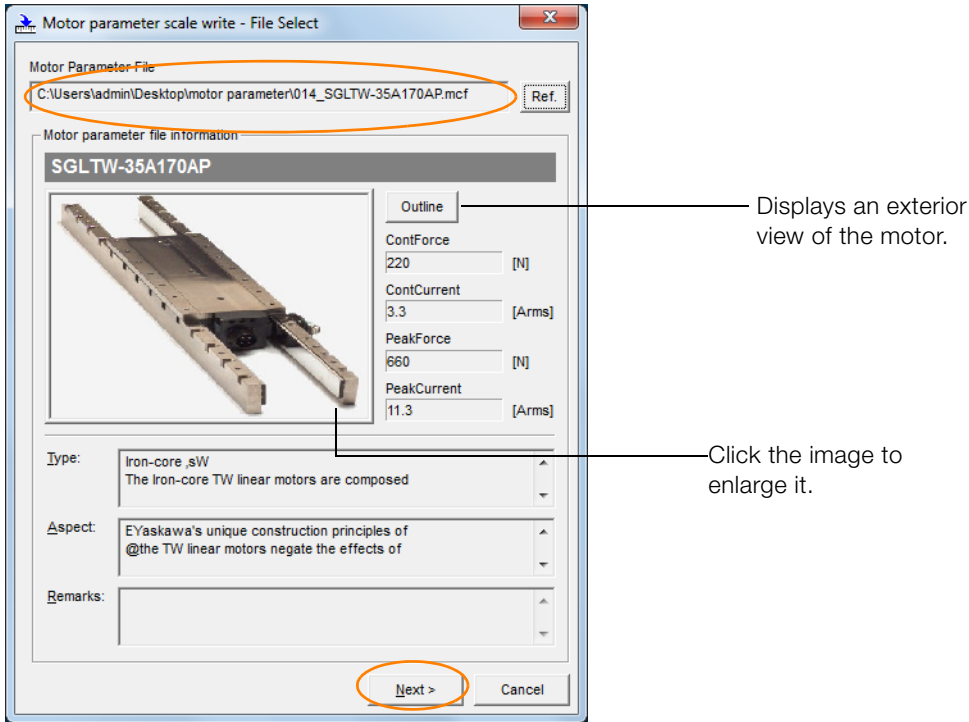 Motor parameter scale write - File Select
Motor Parameter File
C:\Users\admin\Desktop\motor parameter\014_SGLTW-35A170AP.mcf
Ref.
Motor parameter file information
SGLTW-35A170AP
Outline
Displays an exterior
view of the motor.
ContForce
220 [N]
ContCurrent
3.3 [Arms]
PeakForce
660 [N]
PeakCurrent
11.3 [Arms]
Click the image to
enlarge it.
Type:
Iron-core ,sW
The Iron-core TW linear motors are composed
Aspect:
EYaskawa's unique construction principles of
@the TW linear motors negate the effects of
Remarks:
Next >
Cancel